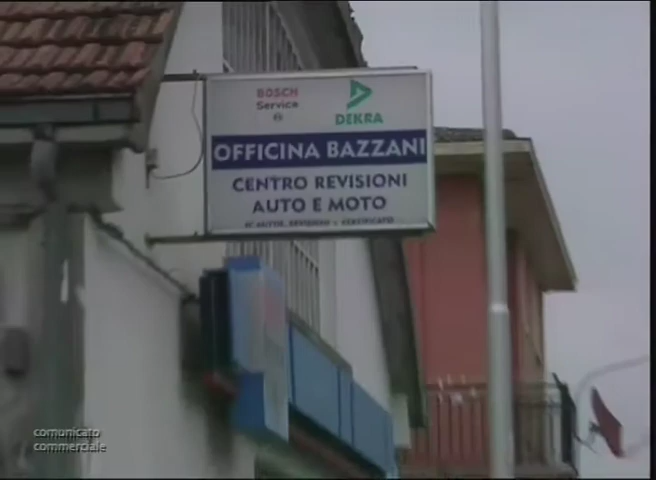 BOSCH
Service
DEKRA
OFFICINA BAZZANI
CENTRO REVISIONI
AUTO E MOTO
comunicato
commerciale